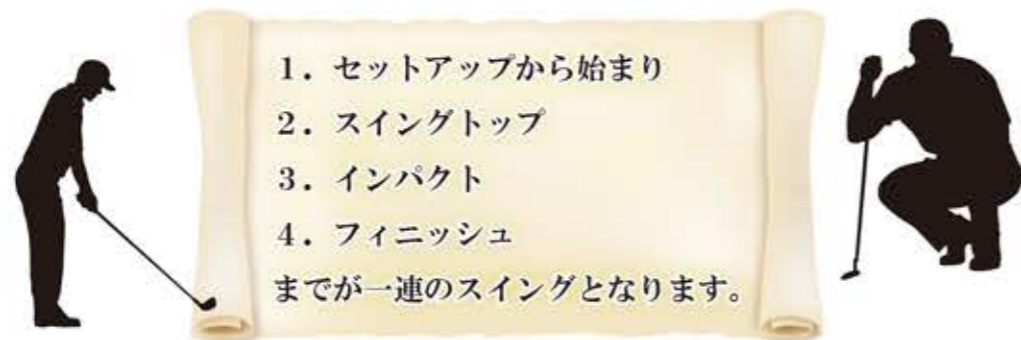 1．セットアップから始まり
2．スイングトップ
3．インパクト
4．フィニッシュ
までが一連のスイングとなります。